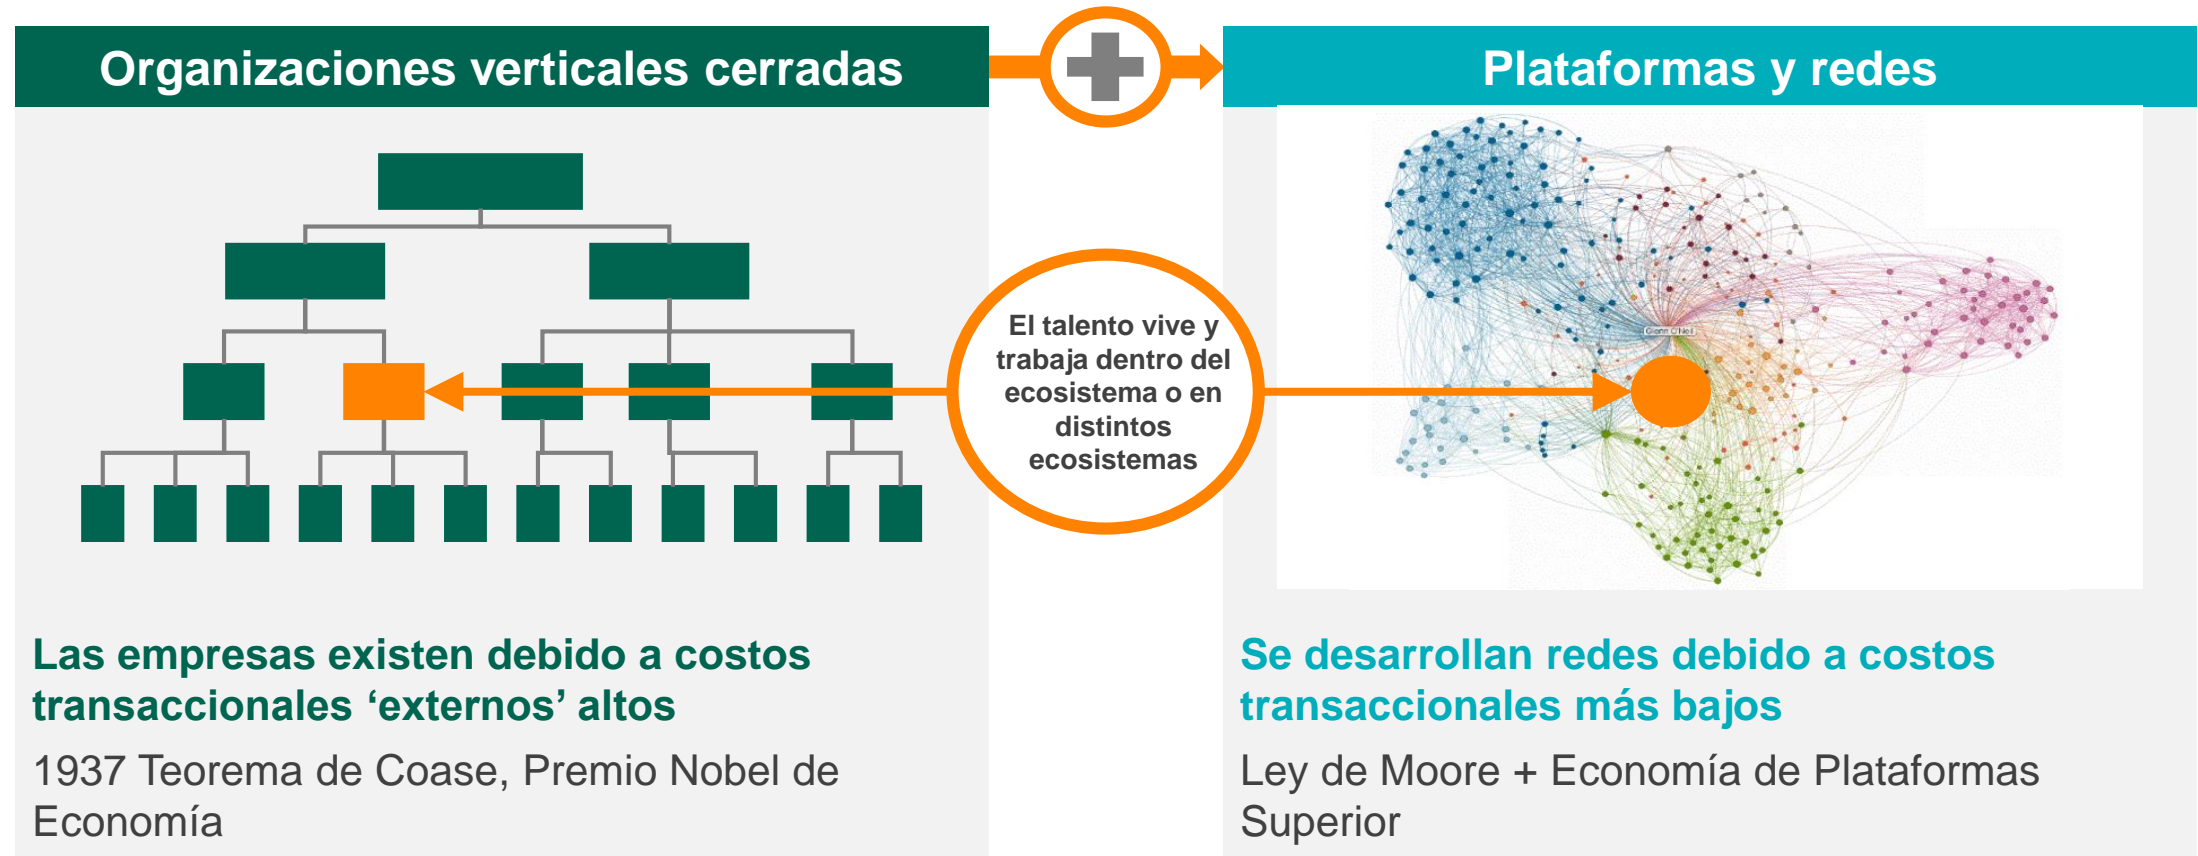 Organizaciones verticales cerradas
Plataformas y redes
El talento vive y
trabaja dentro del
ecosistema o en
distintos
ecosistemas
Glenn O'Neil
Las empresas existen debido a costos
transaccionales ‘externos’ altos
1937 Teorema de Coase, Premio Nobel de
Economía
Se desarrollan redes debido a costos
transaccionales más bajos
Ley de Moore + Economía de Plataformas
Superior